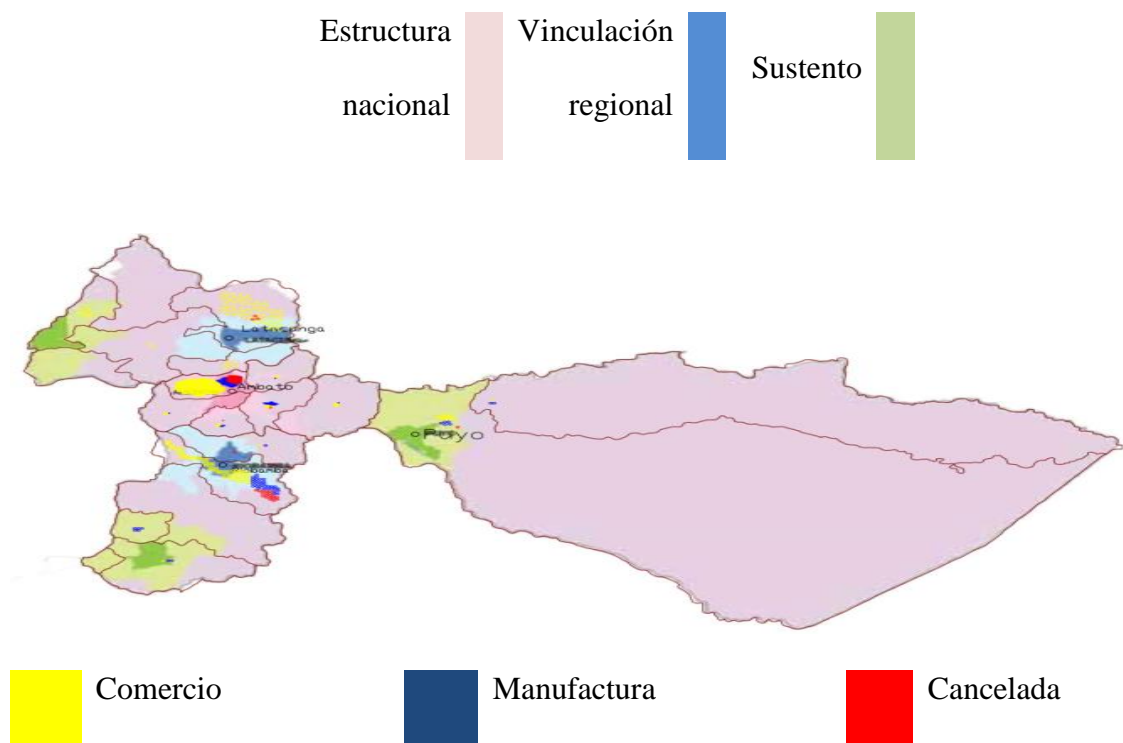 Estructura
nacional
Vinculación
regional
Sustento
Latacunga
Ambato
Puyo
Comercio
Manufactura
Cancelada